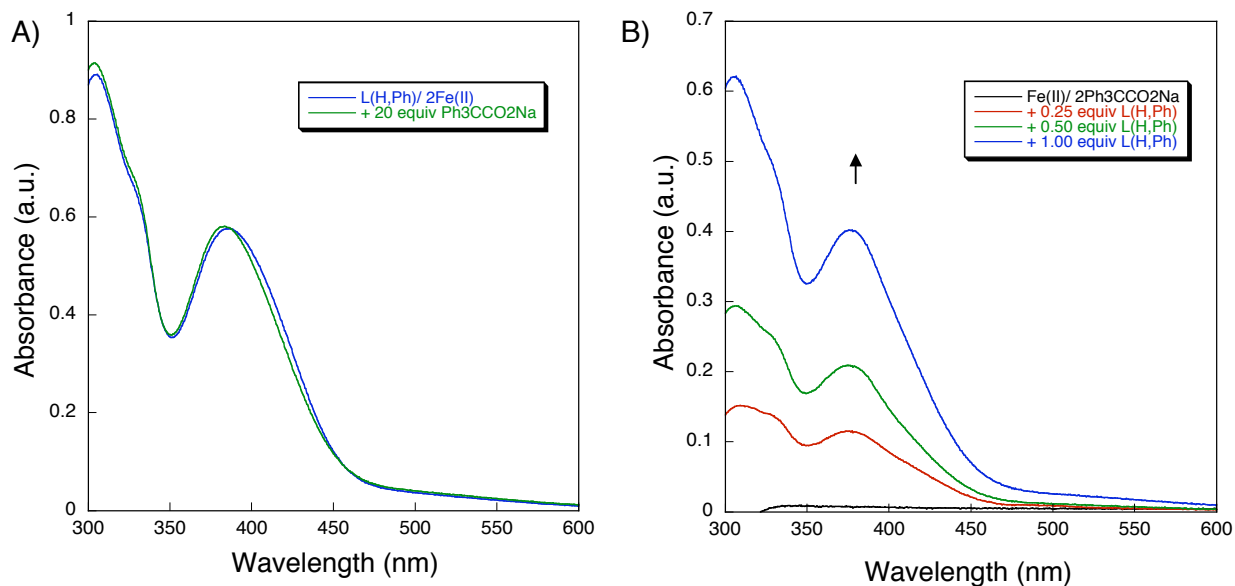 A)
Absorbance (a.u.)
1
0.8
0.6
0.4
0.2
0
300 350 400 450 500 550 600
Wavelength (nm)
L(H,Ph)/ 2Fe(II)
+ 20 equiv Ph3CCO2Na
B)
Absorbance (a.u.)
0.7
0.6
0.5
0.4
0.3
0.2
0.1
0
300 350 400 450 500 550 600
Wavelength (nm)
Fe(II)/ 2Ph3CCO2Na
+ 0.25 equiv L(H,Ph)
+ 0.50 equiv L(H,Ph)
+ 1.00 equiv L(H,Ph)